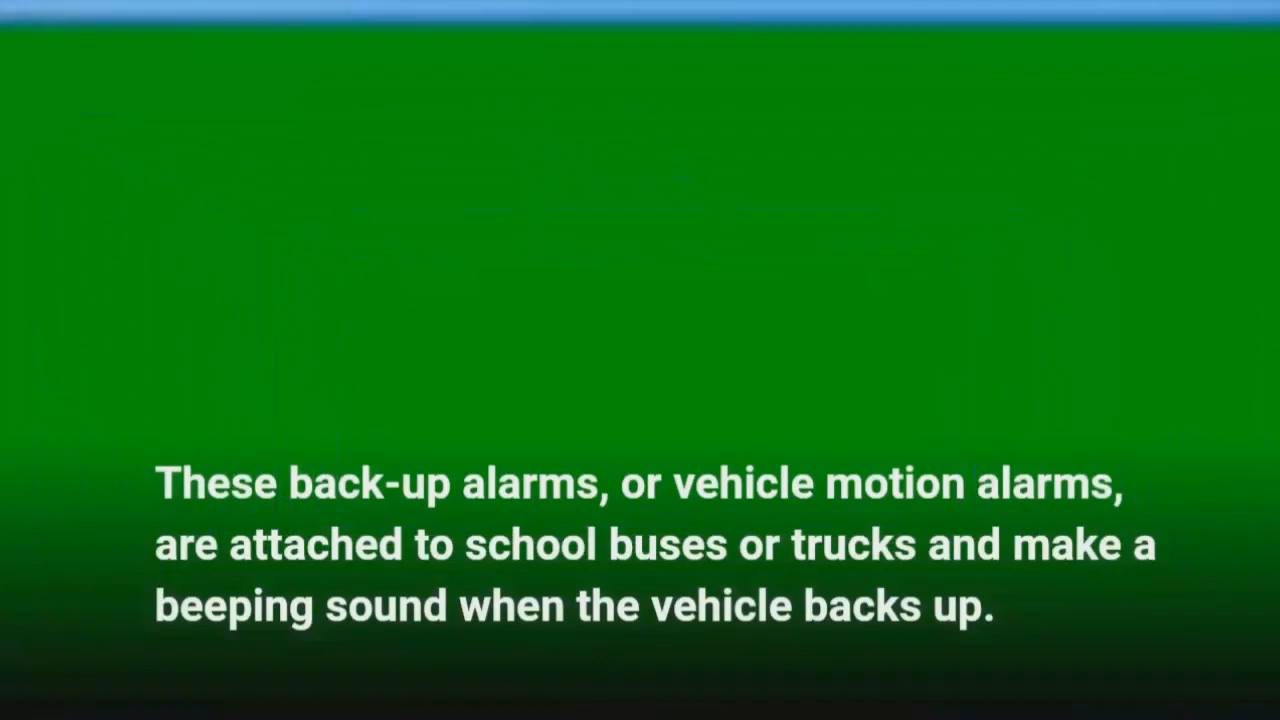 These back-up alarms, or vehicle motion alarms,
are attached to school buses or trucks and make a
beeping sound when the vehicle backs up.